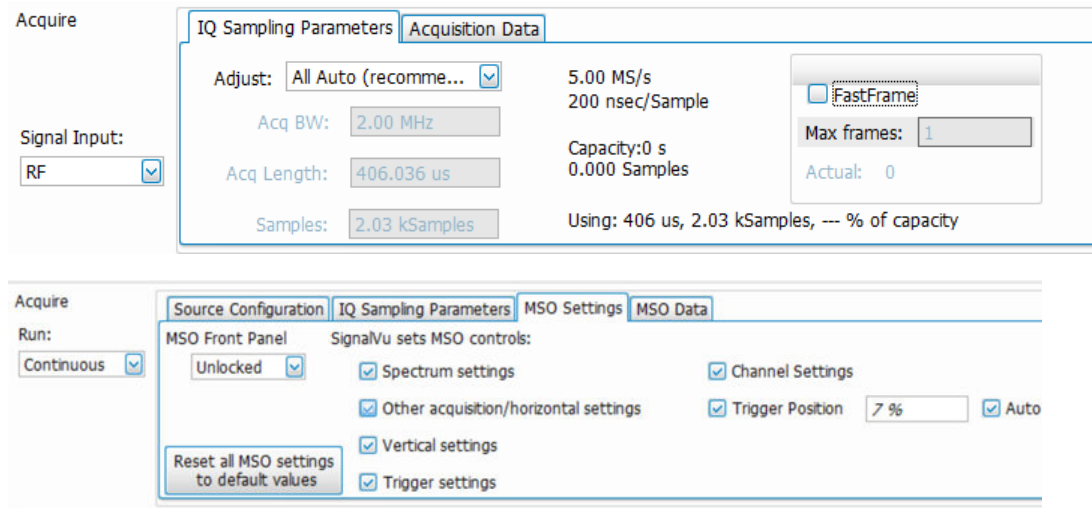 Acquire
IQ Sampling Parameters Acquisition Data
Adjust: All Auto (recomme...
5.00 MS/s
200 nsec/Sample
FastFrame
Signal Input:
RF
Acq BW: 2.00 MHz
Capacity:0 s
0.000 Samples
Max frames: 1
Acq Length: 406.036 us
Actual: 0
Samples: 2.03 kSamples
Using: 406 us, 2.03 kSamples, --- % of capacity
Acquire
Source Configuration IQ Sampling Parameters MSO Settings MSO Data
Run:
Continuous
MSO Front Panel
Unlocked
SignalVu sets MSO controls:
Spectrum settings
Channel Settings
Other acquisition/horizontal settings
Trigger Position 7 % Auto
Vertical settings
Reset all MSO settings
to default values
Trigger settings